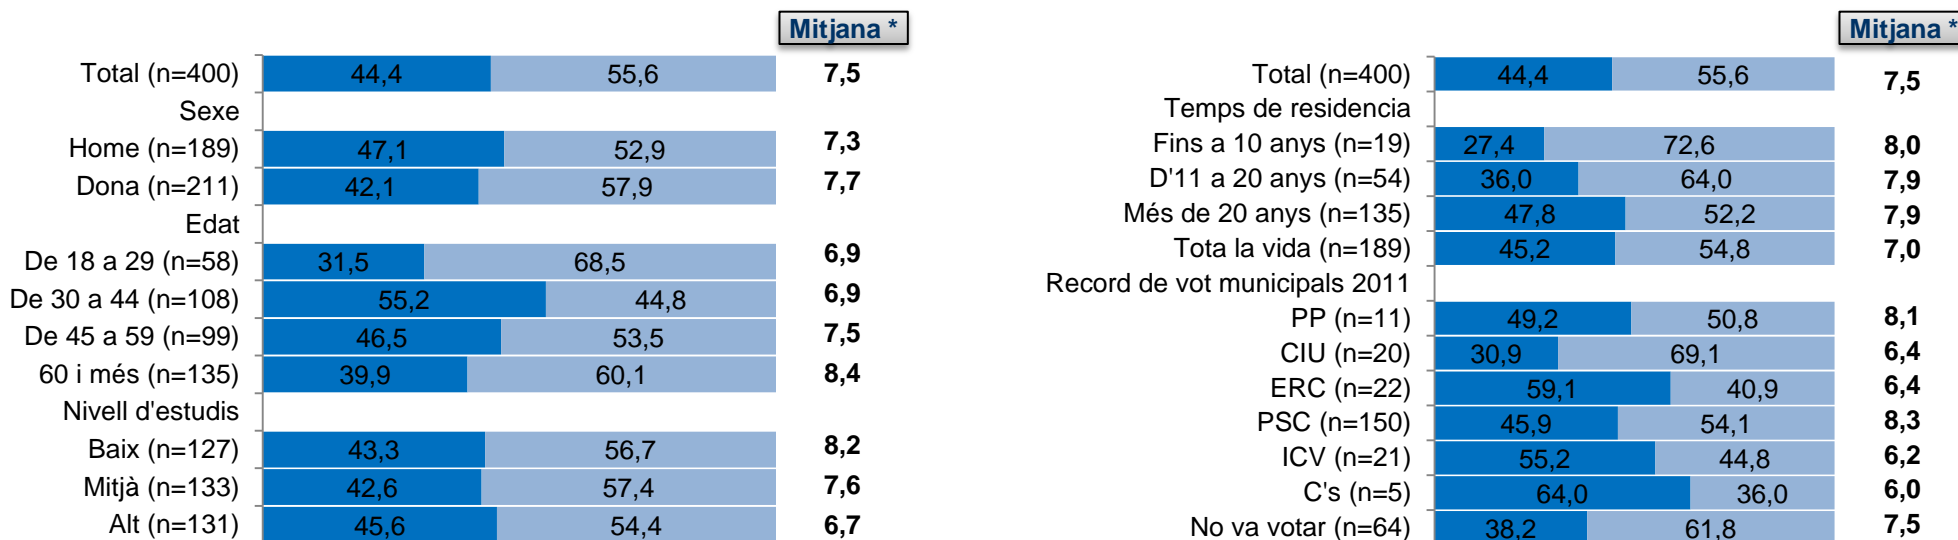 Mitjana *
Total (n=400) 44,4 55,6 7,5
Sexe
Home (n=189) 47,1 52,9 7,3
Dona (n=211) 42,1 57,9 7,7
Edat
De 18 a 29 (n=58) 31,5 68,5 6,9
De 30 a 44 (n=108) 55,2 44,8 6,9
De 45 a 59 (n=99) 46,5 53,5 7,5
60 i més (n=135) 39,9 60,1 8,4
Nivell d'estudis
Baix (n=127) 43,3 56,7 8,2
Mitjà (n=133) 42,6 57,4 7,6
Alt (n=131) 45,6 54,4 6,7
Mitjana *
Total (n=400) 44,4 55,6 7,5
Temps de residencia
Fins a 10 anys (n=19) 27,4 72,6 8,0
D'11 a 20 anys (n=54) 36,0 64,0 7,9
Més de 20 anys (n=135) 47,8 52,2 7,9
Tota la vida (n=189) 45,2 54,8 7,0
Record de vot municipals 2011
PP (n=11) 49,2 50,8 8,1
CIU (n=20) 30,9 69,1 6,4
ERC (n=22) 59,1 40,9 6,4
PSC (n=150) 45,9 54,1 8,3
ICV (n=21) 55,2 44,8 6,2
C's (n=5) 64,0 36,0 6,0
No va votar (n=64) 38,2 61,8 7,5